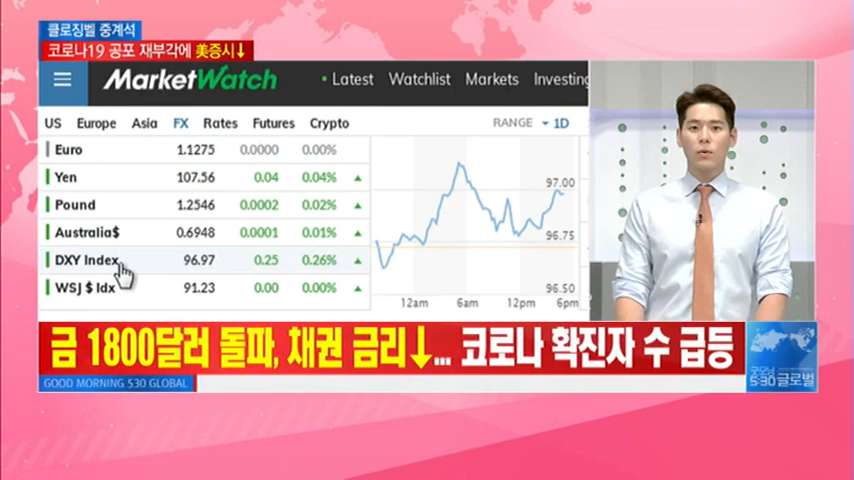 클로징벨 중계석
코로나19 공포 재부각에 美증시↓
MarketWatch
Latest Watchlist Markets Investing
US Europe Asia FX Rates Futures Crypto
RANGE 1D
Euro 1.1275 0.0000 0.00%
Yen 107.56 0.04 0.04%
Pound 1.2546 0.0002 0.02%
Australia$ 0.6948 0.0001 0.01%
DXY Index 96.97 0.25 0.26%
WSJ $ Idx 91.23 0.00 0.00%
97.00
96.75
96.50
12am 6am 12pm 6pm
금 1800달러 돌파, 채권 금리↓... 코로나 확진자 수 급등
GOOD MORNING 530 GLOBAL
굿모닝
5:30 글로벌